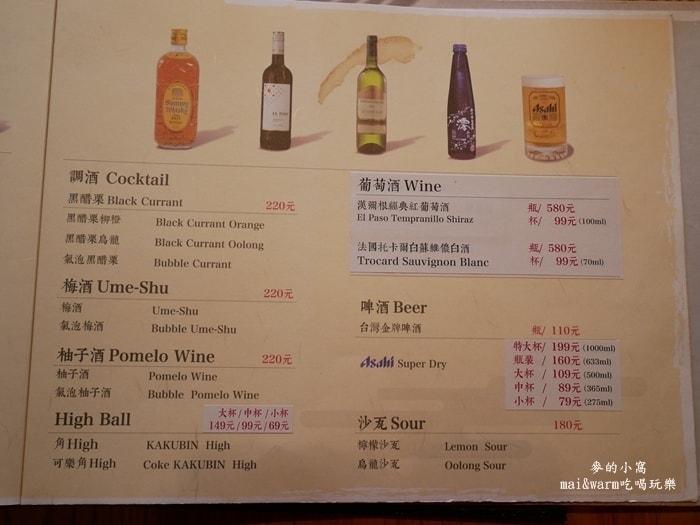 調酒 Cocktail
黑醋栗 Black Currant 220元
黑醋栗柳橙 Black Currant Orange
黑醋栗烏龍 Black Currant Oolong
氣泡黑醋栗 Bubble Currant
梅酒 Ume-Shu 220元
梅酒 Ume-Shu
氣泡梅酒 Bubble Ume-Shu
柚子酒 Pomelo Wine 220元
柚子酒 Pomelo Wine
氣泡柚子酒 Bubble Pomelo Wine
High Ball 大杯/中杯/小杯
149元/99元/69元
角High KAKUBIN High
可樂角High Coke KAKUBIN High
葡萄酒 Wine
漢爾根經典紅葡萄酒 瓶/ 580元
El Paso Tempranillo Shiraz 杯/ 99元 (100ml)
法國托卡爾白蘇維儂白酒 瓶/ 580元
Trocard Sauvignon Blanc 杯/ 99元 (70ml)
啤酒 Beer
台灣金牌啤酒 瓶/ 110元
Asahi Super Dry
特大杯/ 199元 (1000ml)
瓶裝 / 160元 (633ml)
大杯 / 109元 (500ml)
中杯 / 89元 (365ml)
小杯 / 79元 (275ml)
沙瓦 Sour 180元
檸檬沙瓦 Lemon Sour
烏龍沙瓦 Oolong Sour
Suntory
Whisky
EL PASO
Asahi
麥的小窩
mai&warm吃喝玩樂